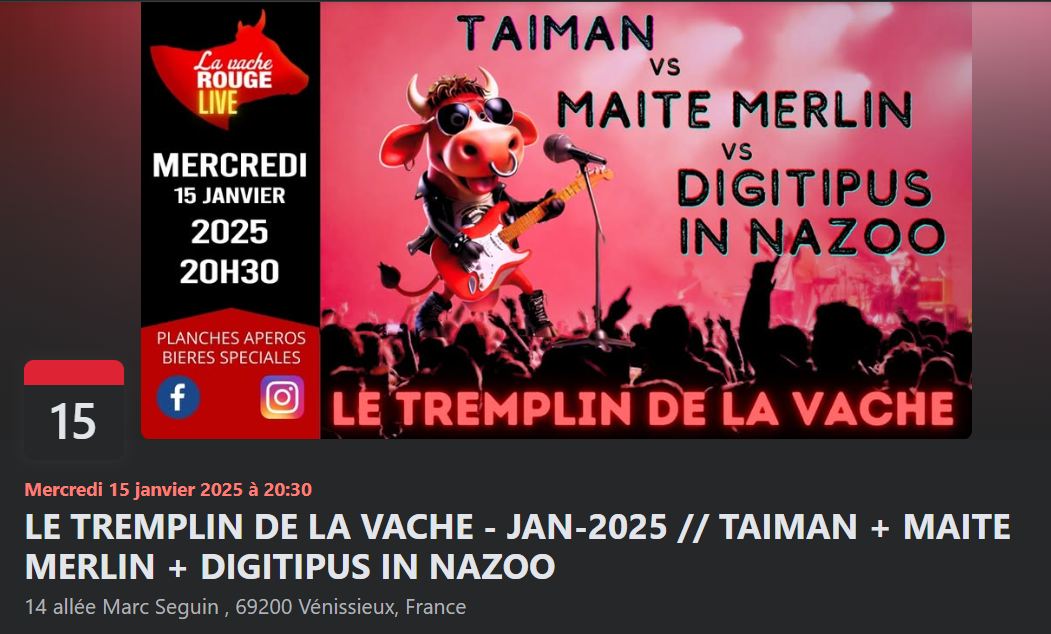 La vache
ROUGE
LIVE
MERCREDI
15 JANVIER
2025
20H30
PLANCHES APEROS
BIERES SPECIALES
TAIMAN
VS
MAITE MERLIN
VS
DIGITIPUS
IN NAZOO
LE TREMPLIN DE LA VACHE
15
Mercredi 15 janvier 2025 à 20:30
LE TREMPLIN DE LA VACHE - JAN-2025 // TAIMAN + MAITE
MERLIN + DIGITIPUS IN NAZOO
14 allée Marc Seguin , 69200 Vénissieux, France